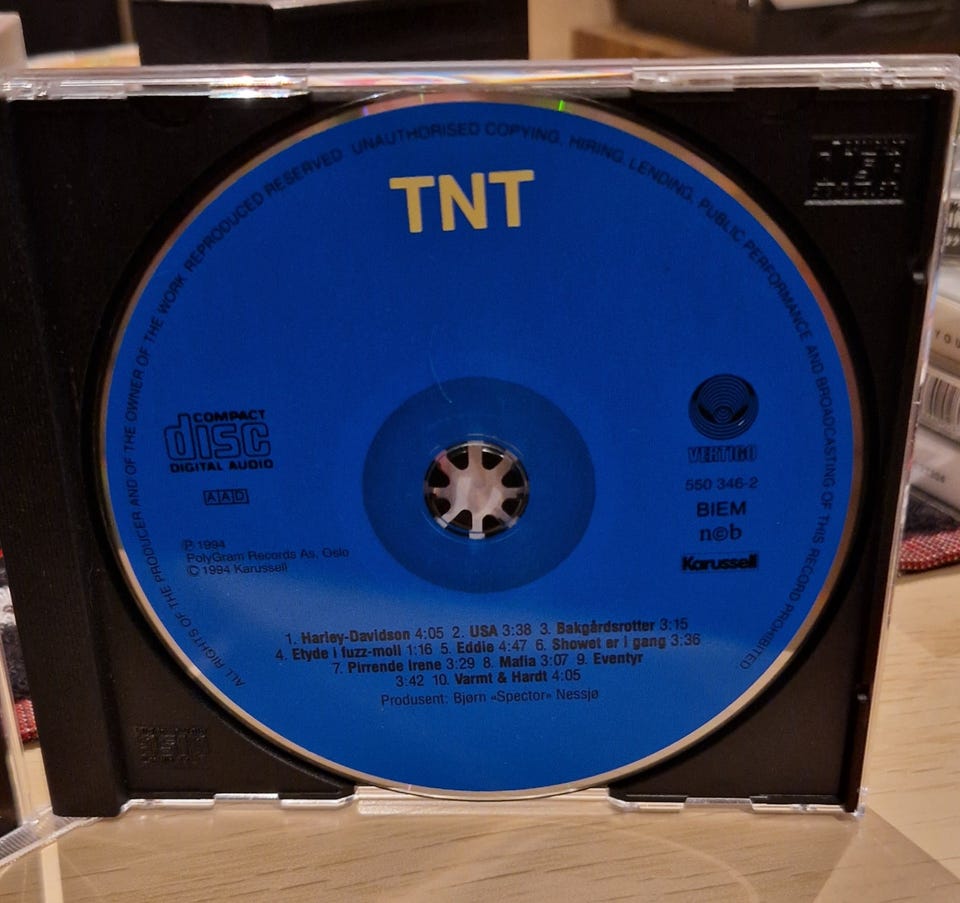 ALL RIGHTS OF THE PRODUCER AND OF THE OWNER OF THE WORK REPRODUCED RESERVED UNAUTHORISED COPYING, HIRING, LENDING, PUBLIC PERFORMANCE AND BROADCASTING OF THIS RECORD PROHIBITED
TNT
COMPACT
disc
DIGITAL AUDIO
AAD
℗ 1994
PolyGram Records As, Oslo
© 1994 Karussell
VERTIGO
550 346-2
BIEM
n©b
Karussell
1. Harley-Davidson 4:05 2. USA 3:38 3. Bakgårdsrotter 3:15
4. Etyde i fuzz-moll 1:16 5. Eddie 4:47 6. Showet er i gang 3:36
7. Pirrende Irene 3:29 8. Mafia 3:07 9. Eventyr
3:42 10. Varmt & Hardt 4:05
Produsent: Bjørn «Spector» Nessjø
YOU